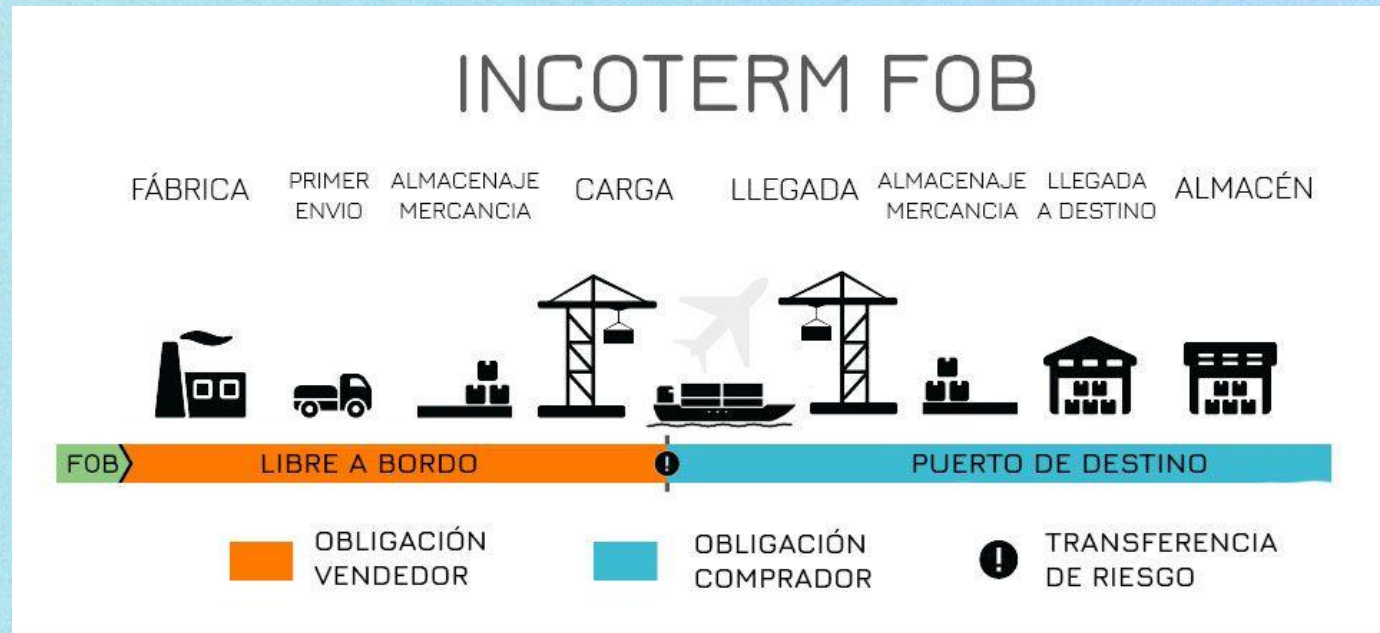 INCOTERM FOB
FÁBRICA
PRIMER
ENVIO
ALMACENAJE
MERCANCIA
CARGA
LLEGADA
ALMACENAJE
MERCANCIA
LLEGADA
A DESTINO
ALMACÉN
FOB
LIBRE A BORDO
!
PUERTO DE DESTINO
OBLIGACIÓN
VENDEDOR
OBLIGACIÓN
COMPRADOR
!
TRANSFERENCIA
DE RIESGO